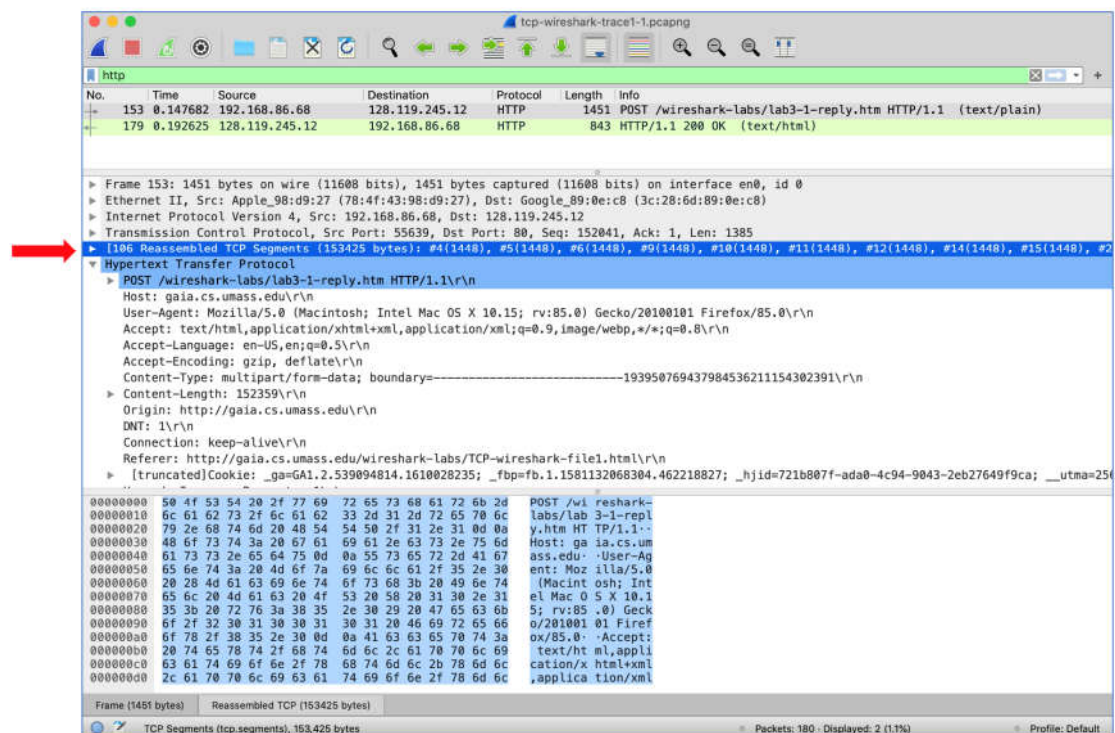 tcp-wireshark-trace1-1.pcapng
http
No. Time Source Destination Protocol Length Info
153 0.147682 192.168.86.68 128.119.245.12 HTTP 1451 POST /wireshark-labs/lab3-1-reply.htm HTTP/1.1 (text/plain)
179 0.192625 128.119.245.12 192.168.86.68 HTTP 843 HTTP/1.1 200 OK (text/html)
Frame 153: 1451 bytes on wire (11608 bits), 1451 bytes captured (11608 bits) on interface en0, id 0
Ethernet II, Src: Apple_98:d9:27 (78:4f:43:98:d9:27), Dst: Google_89:0e:c8 (3c:28:6d:89:0e:c8)
Internet Protocol Version 4, Src: 192.168.86.68, Dst: 128.119.245.12
Transmission Control Protocol, Src Port: 55639, Dst Port: 80, Seq: 152041, Ack: 1, Len: 1385
[106 Reassembled TCP Segments (153425 bytes): #4(1448), #5(1448), #6(1448), #9(1448), #10(1448), #11(1448), #12(1448), #14(1448), #15(1448), #2
Hypertext Transfer Protocol
POST /wireshark-labs/lab3-1-reply.htm HTTP/1.1\r\n
Host: gaia.cs.umass.edu\r\n
User-Agent: Mozilla/5.0 (Macintosh; Intel Mac OS X 10.15; rv:85.0) Gecko/20100101 Firefox/85.0\r\n
Accept: text/html,application/xhtml+xml,application/xml;q=0.9,image/webp,*/*;q=0.8\r\n
Accept-Language: en-US,en;q=0.5\r\n
Accept-Encoding: gzip, deflate\r\n
Content-Type: multipart/form-data; boundary=---------------------------193950769437984536211154302391\r\n
Content-Length: 152359\r\n
Origin: http://gaia.cs.umass.edu\r\n
DNT: 1\r\n
Connection: keep-alive\r\n
Referer: http://gaia.cs.umass.edu/wireshark-labs/TCP-wireshark-file1.html\r\n
[truncated]Cookie: _ga=GA1.2.539094814.1610028235; _fbp=fb.1.1581132068304.462218827; _hjid=721b807f-ada0-4c94-9043-2eb27649f9ca; __utma=256
00000000 50 4f 53 54 20 2f 77 69 72 65 73 68 61 72 6b 2d POST /wi reshark-
00000010 6c 61 62 73 2f 6c 61 62 33 2d 31 2d 72 65 70 6c labs/lab 3-1-repl
00000020 79 2e 68 74 6d 20 48 54 54 50 2f 31 2e 31 0d 0a y.htm HT TP/1.1··
00000030 48 6f 73 74 3a 20 67 61 69 61 2e 63 73 2e 75 6d Host: ga ia.cs.um
00000040 61 73 73 2e 65 64 75 0d 0a 55 73 65 72 2d 41 67 ass.edu· ·User-Ag
00000050 65 6e 74 3a 20 4d 6f 7a 69 6c 6c 61 2f 35 2e 30 ent: Moz illa/5.0
00000060 20 28 4d 61 63 69 6e 74 6f 73 68 3b 20 49 6e 74 (Macint osh; Int
00000070 65 6c 20 4d 61 63 20 4f 53 20 58 20 31 30 2e 31 el Mac O S X 10.1
00000080 35 3b 20 72 76 3a 38 35 2e 30 29 20 47 65 63 6b 5; rv:85 .0) Geck
00000090 6f 2f 32 30 31 30 30 31 30 31 20 46 69 72 65 66 o/201001 01 Firef
000000a0 6f 78 2f 38 35 2e 30 0d 0a 41 63 63 65 70 74 3a ox/85.0· ·Accept:
000000b0 20 74 65 78 74 2f 68 74 6d 6c 2c 61 70 70 6c 69 text/ht ml,appli
000000c0 63 61 74 69 6f 6e 2f 78 68 74 6d 6c 2b 78 6d 6c cation/x html+xml
000000d0 2c 61 70 70 6c 69 63 61 74 69 6f 6e 2f 78 6d 6c ,applica tion/xml
Frame (1451 bytes) Reassembled TCP (153425 bytes)
TCP Segments (tcp.segments), 153,425 bytes Packets: 180 · Displayed: 2 (1.1%) Profile: Default